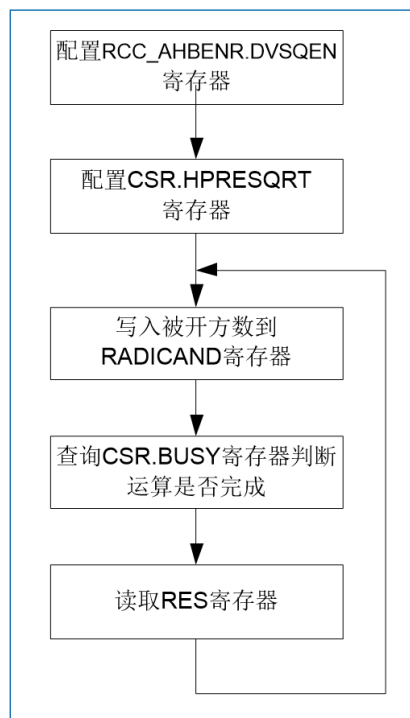 配置RCC_AHBENR.DVSQEN
寄存器
配置CSR.HPRESQRT
寄存器
写入被开方数到
RADICAND寄存器
查询CSR.BUSY寄存器判断
运算是否完成
读取RES寄存器